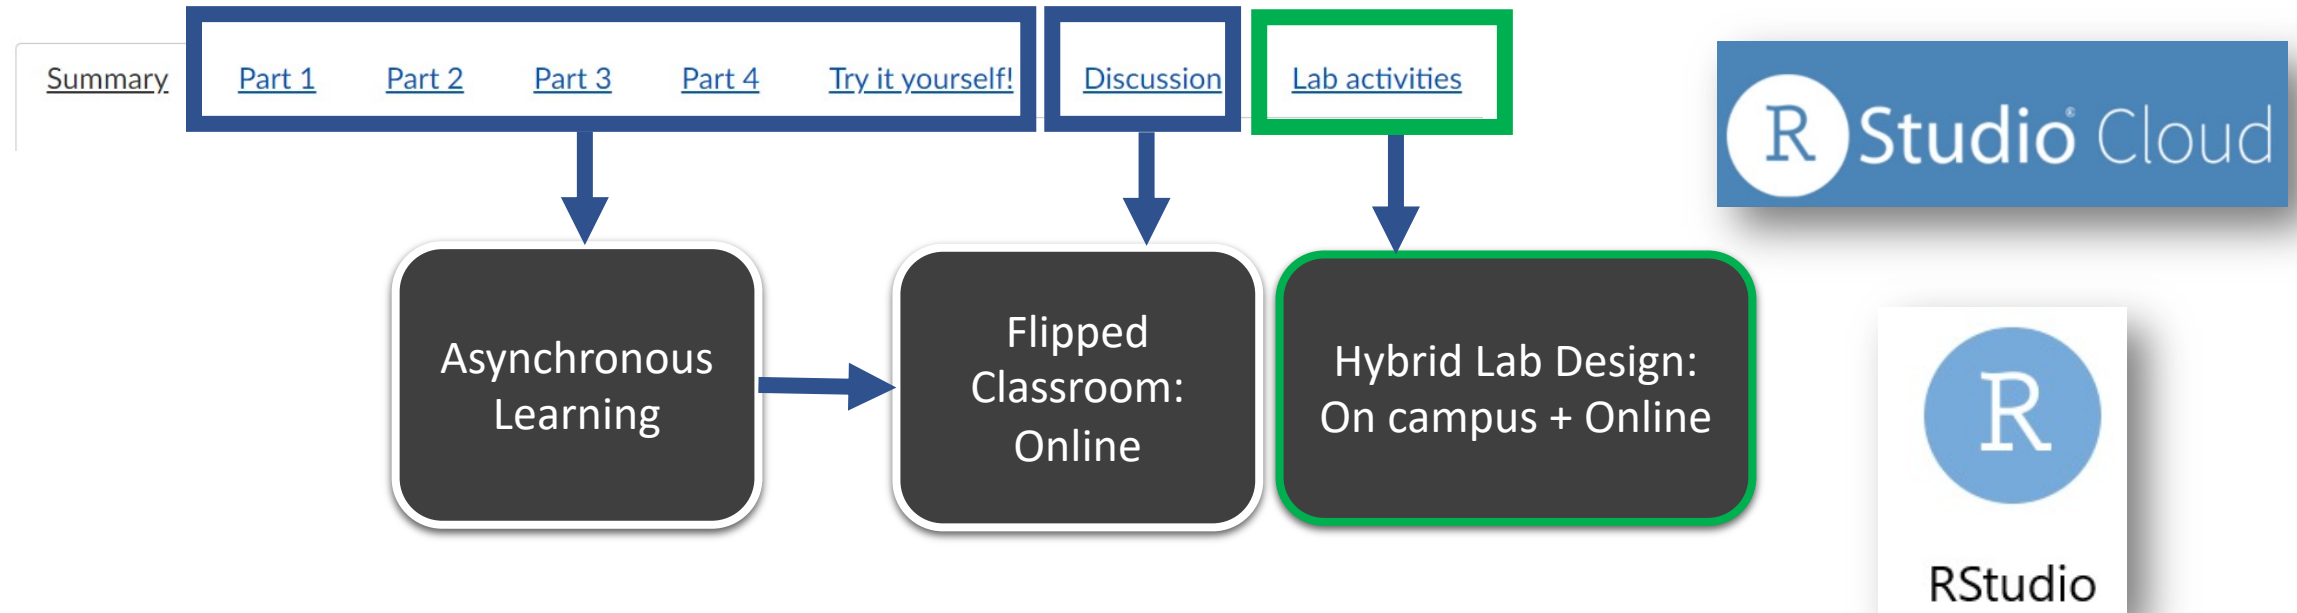 Summary Part 1 Part 2 Part 3 Part 4 Try it yourself! Discussion Lab activities
R Studio® Cloud
Asynchronous
Learning
Flipped
Classroom:
Online
Hybrid Lab Design:
On campus + Online
R
RStudio